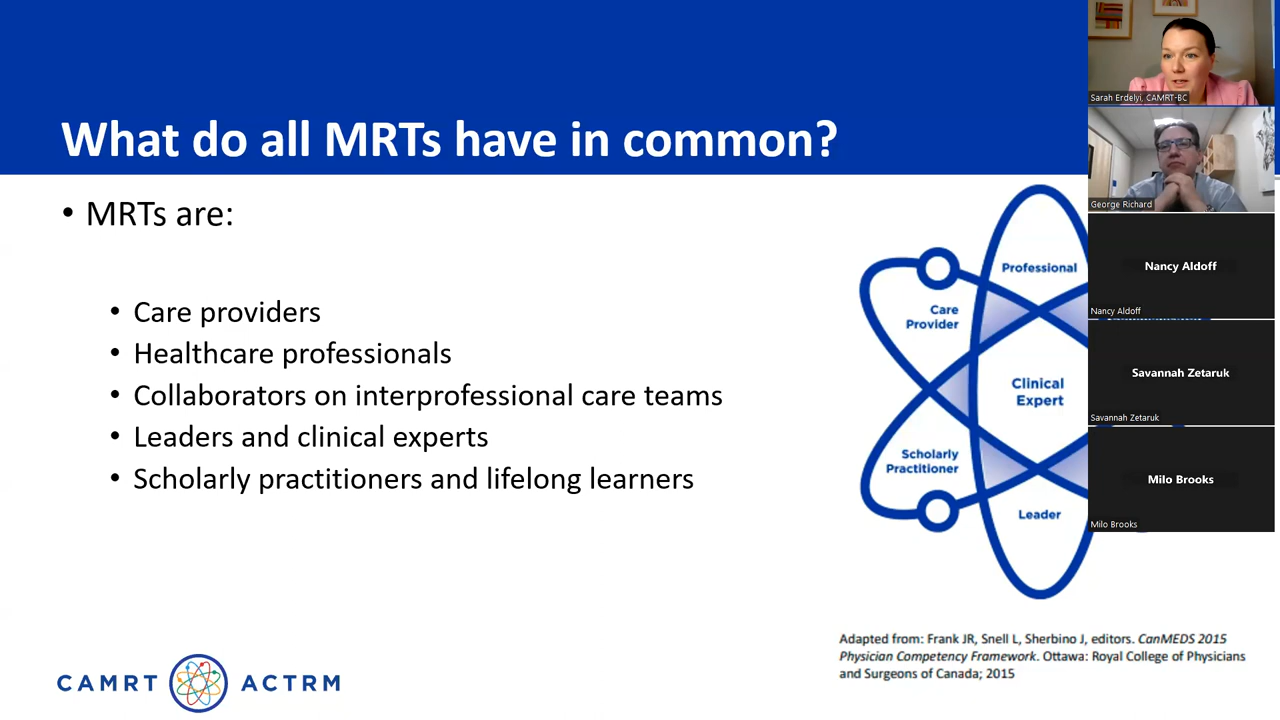 What do all MRTs have in common?
• MRTs are:
• Care providers
• Healthcare professionals
• Collaborators on interprofessional care teams
• Leaders and clinical experts
• Scholarly practitioners and lifelong learners
Professional
Care
Provider
Clinical
Expert
Scholarly
Practitioner
Leader
Adapted from: Frank JR, Snell L, Sherbino J, editors. CanMEDS 2015
Physician Competency Framework. Ottawa: Royal College of Physicians
and Surgeons of Canada; 2015
CAMRT ACTRM
Sarah Erdelyi, CAMRT-BC
George Richard
Nancy Aldoff
Nancy Aldoff
Savannah Zetaruk
Savannah Zetaruk
Milo Brooks
Milo Brooks